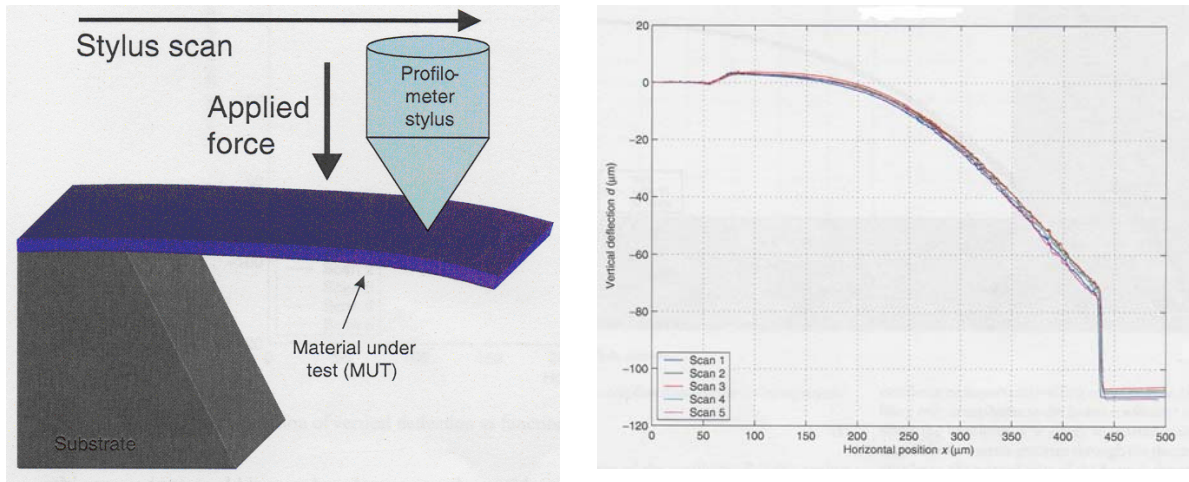 Stylus scan
Profilo-
meter
stylus
Applied
force
Material under
test (MUT)
Substrate
20
0
−20
−40
−60
−80
−100
−120
Vertical deflection d (μm)
Scan 1
Scan 2
Scan 3
Scan 4
Scan 5
0 50 100 150 200 250 300 350 400 450 500
Horizontal position x (μm)